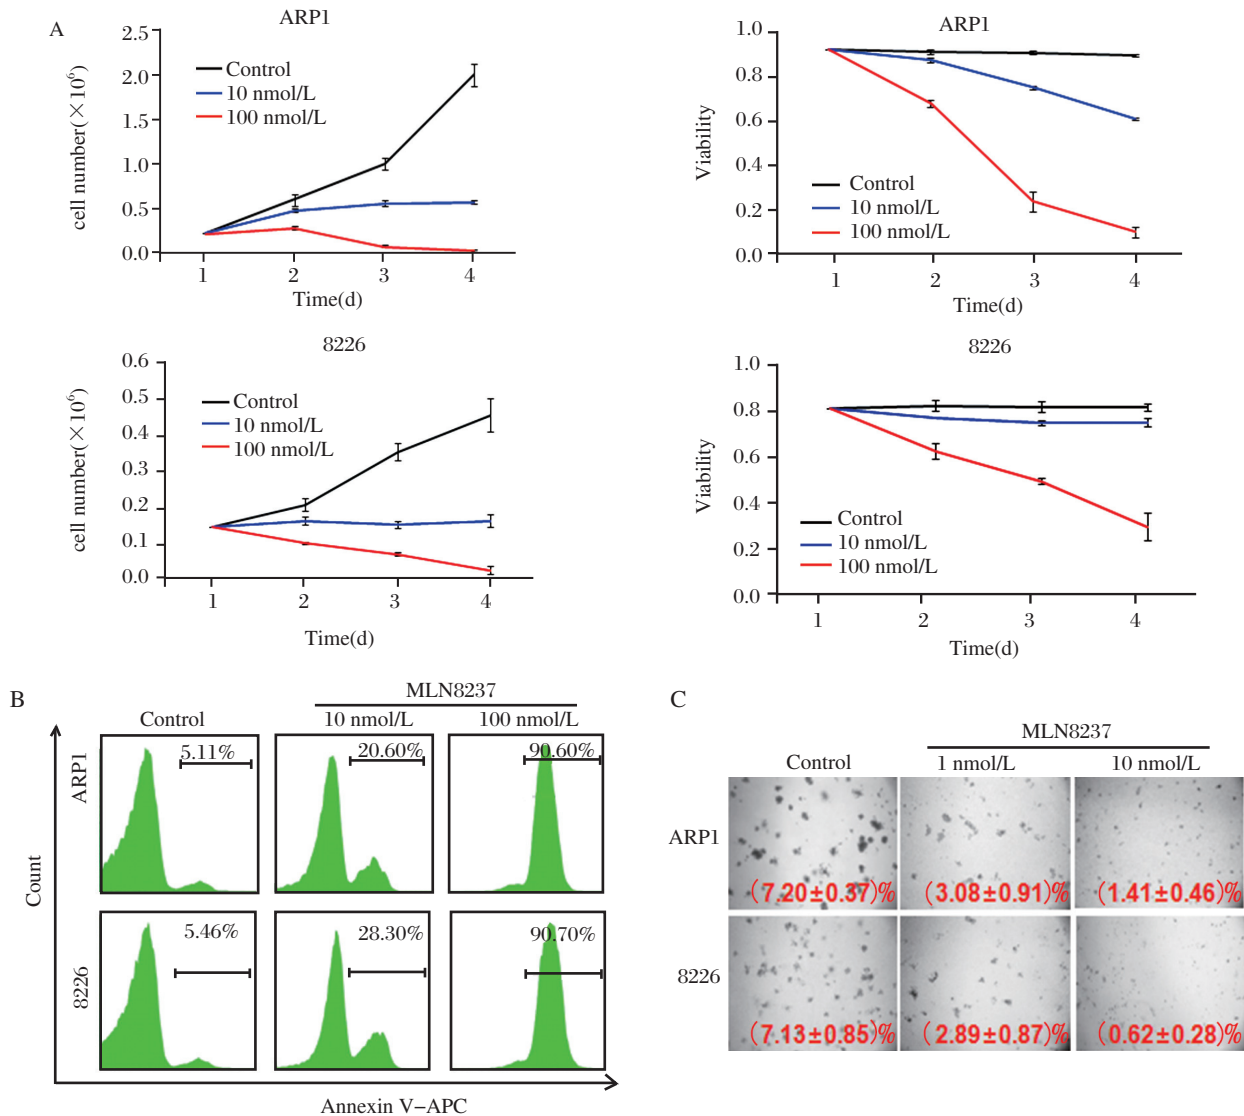 A
ARP1
cell number(×10⁶)
2.5
2.0
1.5
1.0
0.5
0.0
Control
10 nmol/L
100 nmol/L
1 2 3 4
Time(d)
ARP1
Viability
1.0
0.8
0.6
0.4
0.2
0.0
Control
10 nmol/L
100 nmol/L
1 2 3 4
Time(d)
8226
cell number(×10⁶)
0.6
0.5
0.4
0.3
0.2
0.1
0.0
Control
10 nmol/L
100 nmol/L
1 2 3 4
Time(d)
8226
Viability
1.0
0.8
0.6
0.4
0.2
0.0
Control
10 nmol/L
100 nmol/L
1 2 3 4
Time(d)
B
MLN8237
Control 10 nmol/L 100 nmol/L
Count
ARP1
5.11% 20.60% 90.60%
8226
5.46% 28.30% 90.70%
Annexin V-APC
C
MLN8237
Control 1 nmol/L 10 nmol/L
ARP1
(7.20±0.37)% (3.08±0.91)% (1.41±0.46)%
8226
(7.13±0.85)% (2.89±0.87)% (0.62±0.28)%